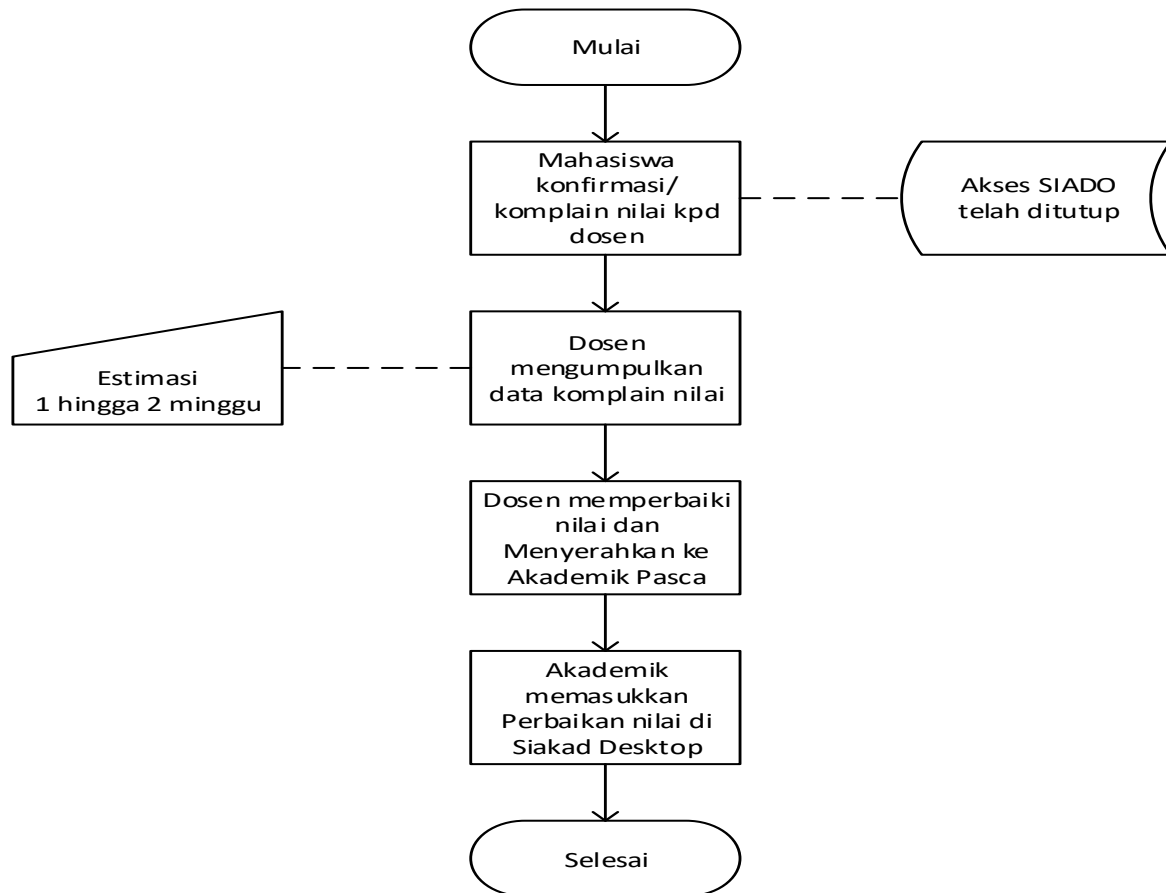 Mulai
Mahasiswa
konfirmasi/
komplain nilai kpd
dosen
Akses SIADO
telah ditutup
Estimasi
1 hingga 2 minggu
Dosen
mengumpulkan
data komplain nilai
Dosen memperbaiki
nilai dan
Menyerahkan ke
Akademik Pasca
Akademik
memasukkan
Perbaikan nilai di
Siakad Desktop
Selesai